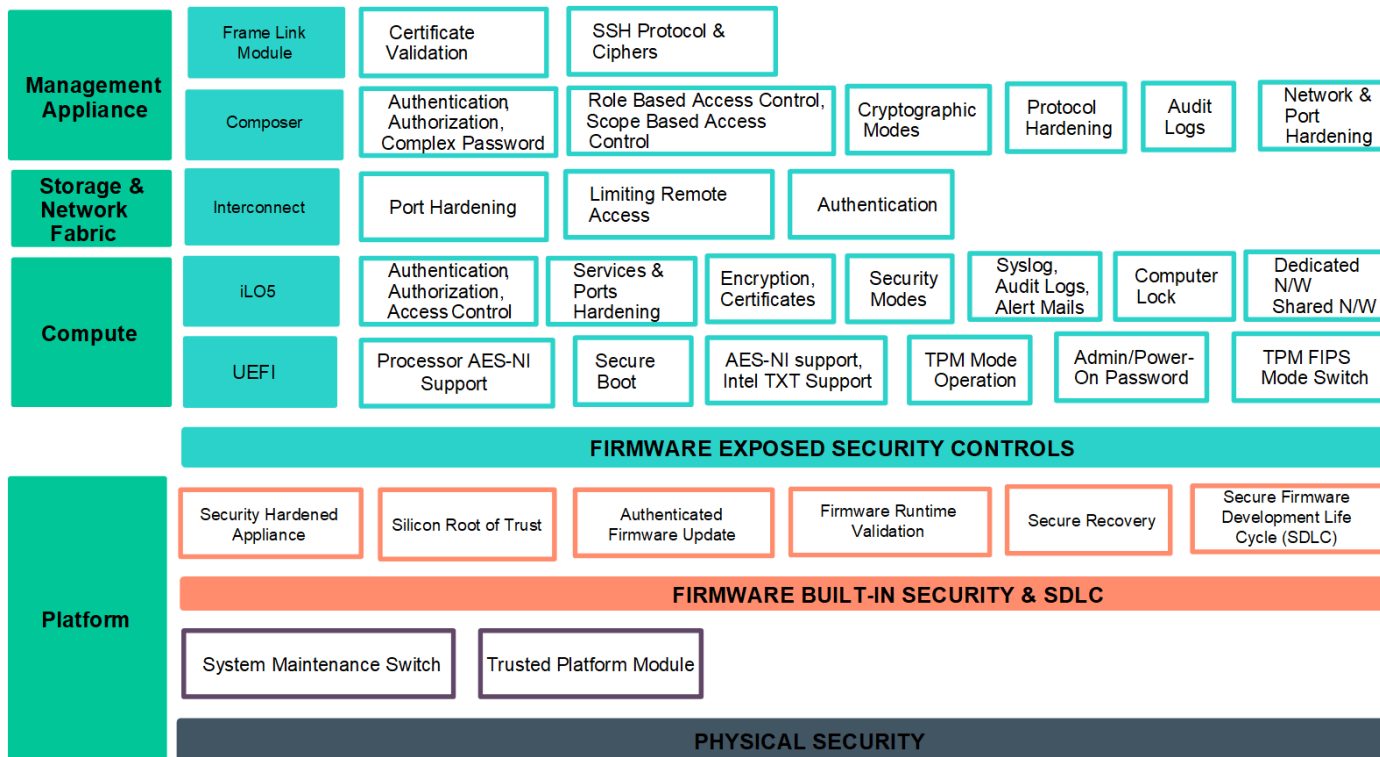 Management
Appliance
Frame Link
Module
Certificate
Validation
SSH Protocol &
Ciphers
Composer
Authentication,
Authorization,
Complex Password
Role Based Access Control,
Scope Based Access
Control
Cryptographic
Modes
Protocol
Hardening
Audit
Logs
Network &
Port
Hardening
Storage &
Network
Fabric
Interconnect
Port Hardening
Limiting Remote
Access
Authentication
Compute
iLO5
Authentication,
Authorization,
Access Control
Services &
Ports
Hardening
Encryption,
Certificates
Security
Modes
Syslog,
Audit Logs,
Alert Mails
Computer
Lock
Dedicated
N/W
Shared N/W
UEFI
Processor AES-NI
Support
Secure
Boot
AES-NI support,
Intel TXT Support
TPM Mode
Operation
Admin/Power-
On Password
TPM FIPS
Mode Switch
FIRMWARE EXPOSED SECURITY CONTROLS
Platform
Security Hardened
Appliance
Silicon Root of Trust
Authenticated
Firmware Update
Firmware Runtime
Validation
Secure Recovery
Secure Firmware
Development Life
Cycle (SDLC)
FIRMWARE BUILT-IN SECURITY & SDLC
System Maintenance Switch
Trusted Platform Module
PHYSICAL SECURITY